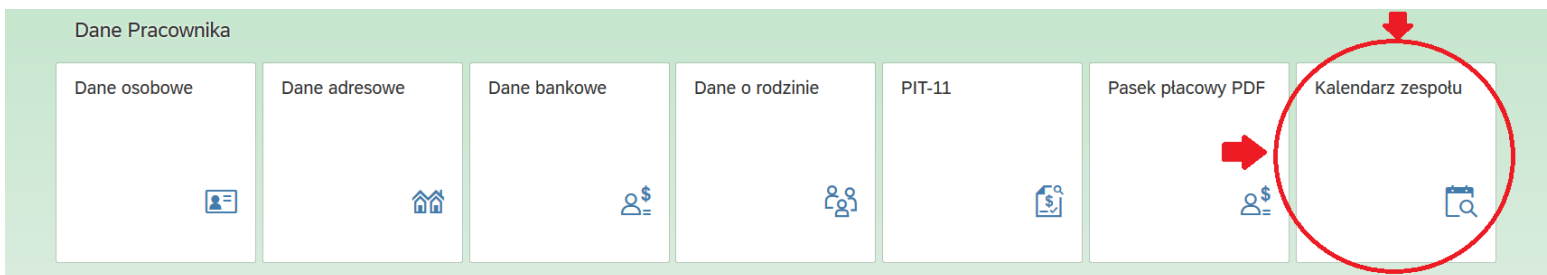 Dane Pracownika
Dane osobowe
Dane adresowe
Dane bankowe
Dane o rodzinie
PIT-11
Pasek płacowy PDF
Kalendarz zespołu